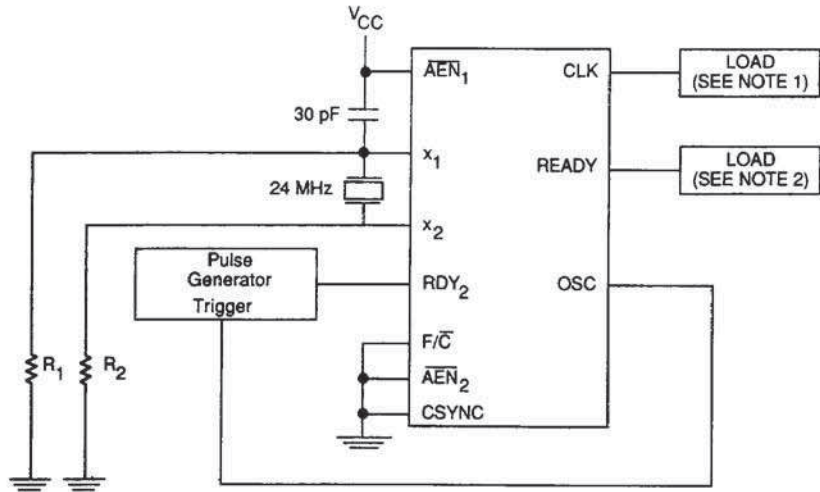 VCC
AEN1
CLK
LOAD
(SEE NOTE 1)
30 pF
x1
READY
LOAD
(SEE NOTE 2)
24 MHz
x2
Pulse
Generator
Trigger
RDY2
OSC
F/C
R1
R2
AEN2
CSYNC